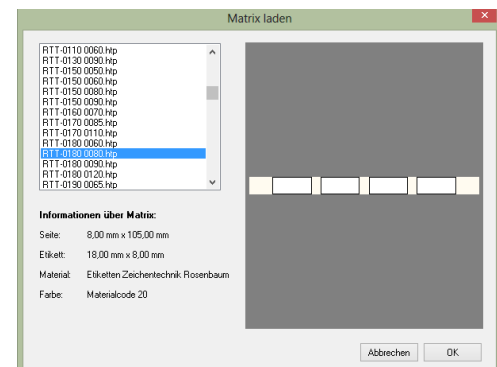 Matrix laden
RTT-0110 0060.htp
RTT-0130 0090.htp
RTT-0150 0050.htp
RTT-0150 0060.htp
RTT-0150 0080.htp
RTT-0150 0090.htp
RTT-0160 0070.htp
RTT-0170 0085.htp
RTT-0170 0110.htp
RTT-0180 0060.htp
RTT-0180 0080.htp
RTT-0180 0090.htp
RTT-0180 0120.htp
RTT-0190 0065.htp
Informationen über Matrix:
Seite: 8,00 mm x 105,00 mm
Etikett: 18,00 mm x 8,00 mm
Material: Etiketten Zeichentechnik Rosenbaum
Farbe: Materialcode 20
Abbrechen OK